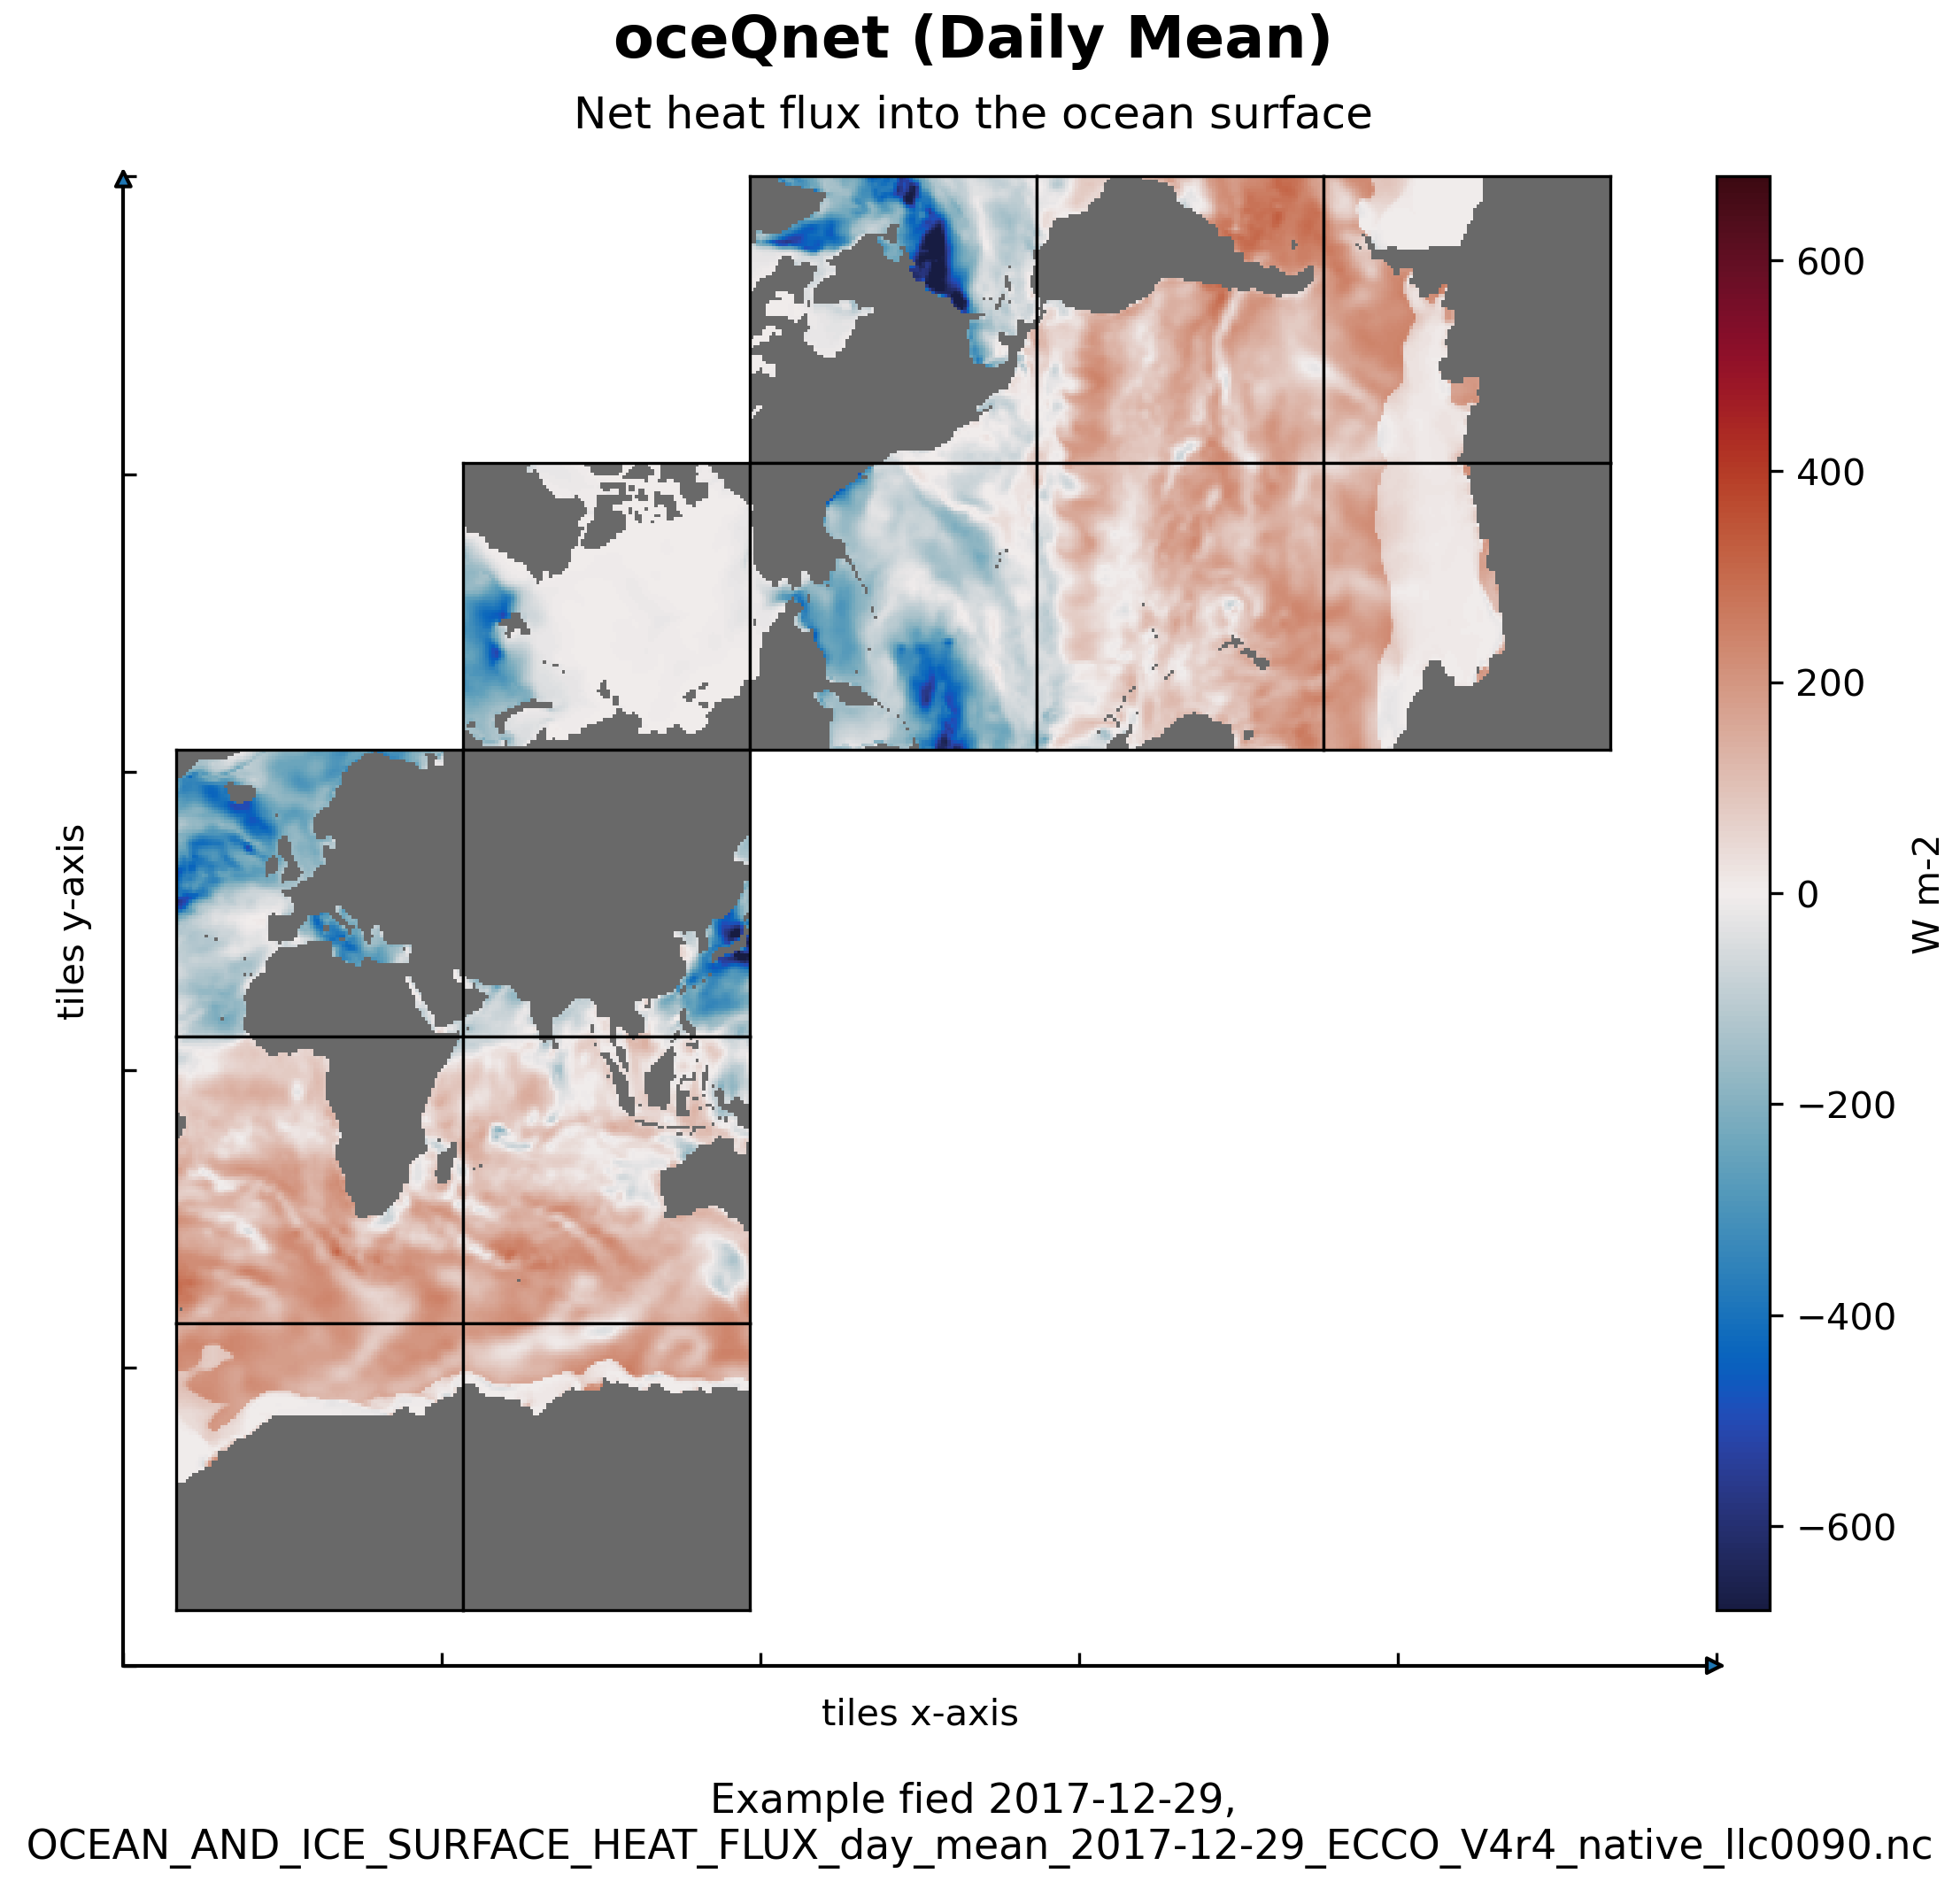 oceQnet (Daily Mean)
Net heat flux into the ocean surface
tiles y-axis
600
400
200
0
−200
−400
−600
W m-2
tiles x-axis
Example fied 2017-12-29,
OCEAN_AND_ICE_SURFACE_HEAT_FLUX_day_mean_2017-12-29_ECCO_V4r4_native_llc0090.nc